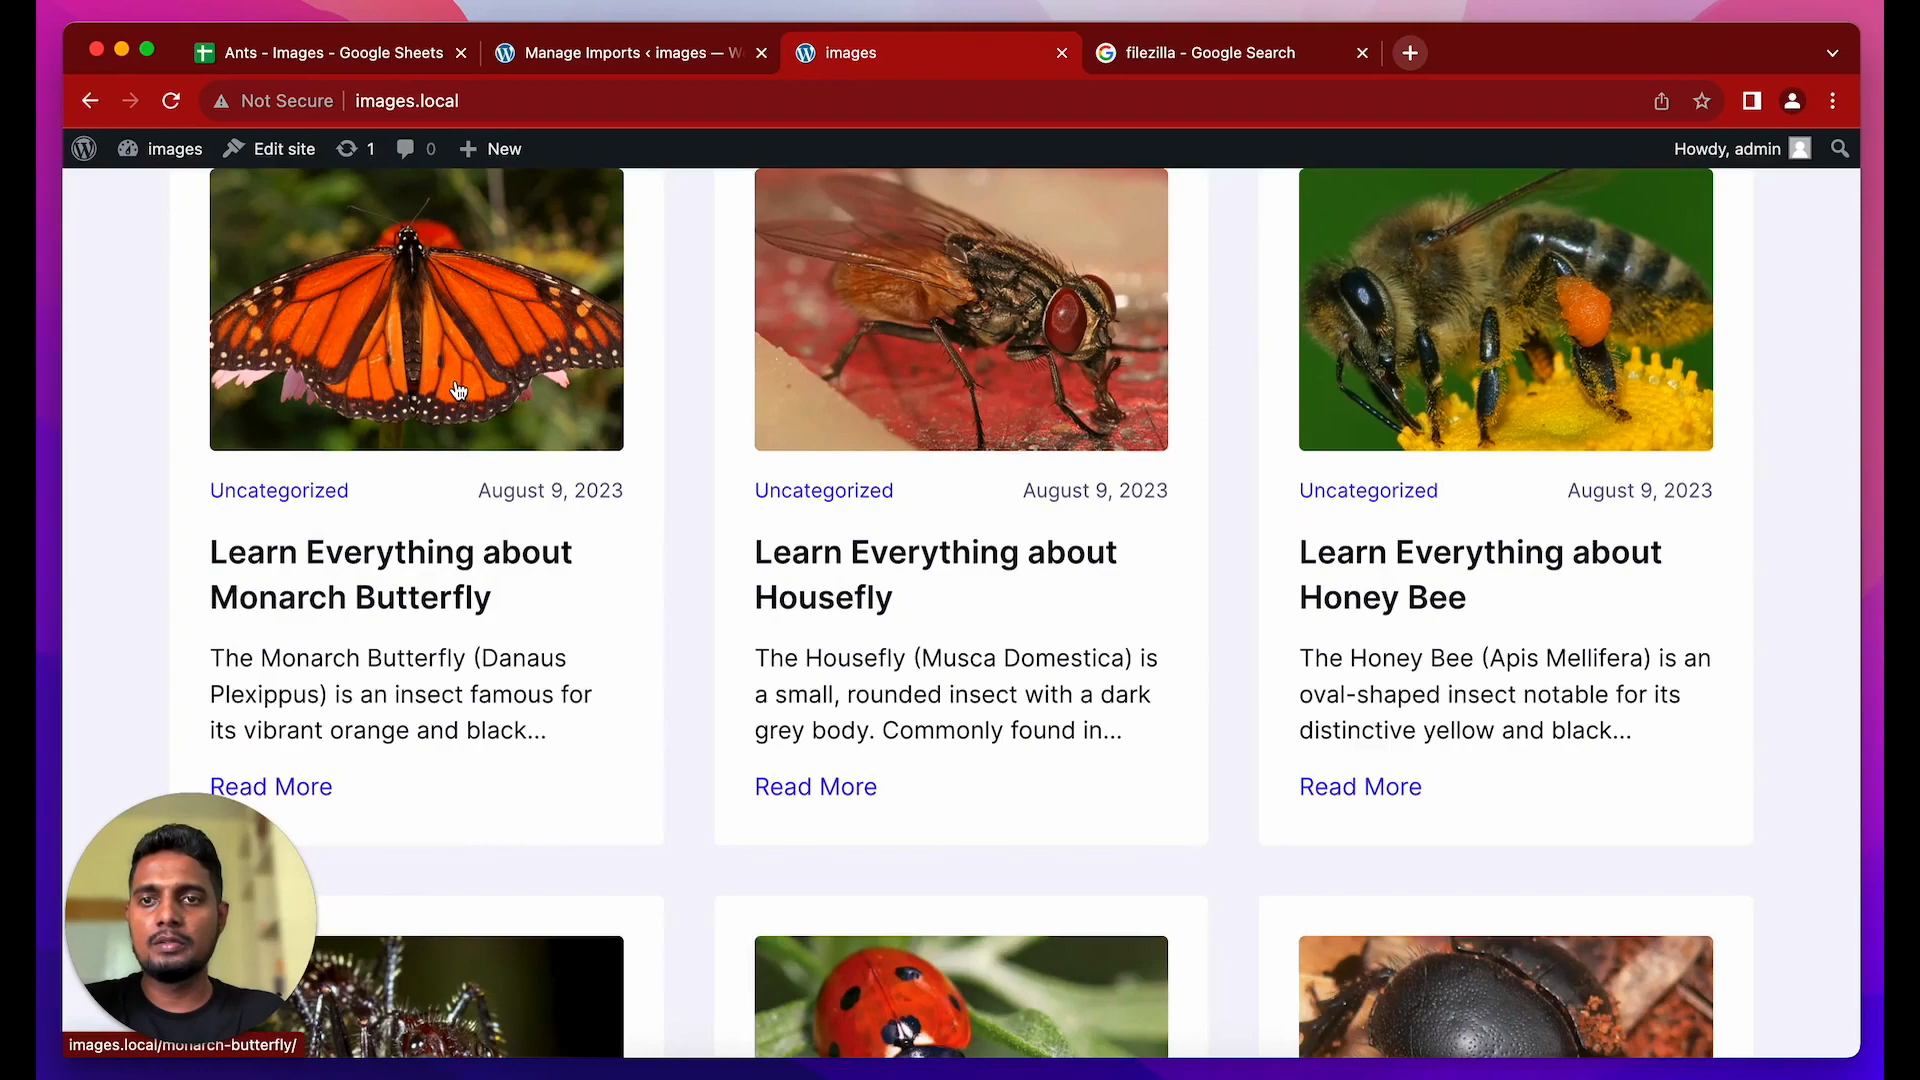 Ants - Images - Google Sheets
Manage Imports ‹ images — W
images
filezilla - Google Search
Not Secure
images.local
images
Edit site
1
0
New
Howdy, admin
Uncategorized
August 9, 2023
Learn Everything about
Monarch Butterfly
The Monarch Butterfly (Danaus
Plexippus) is an insect famous for
its vibrant orange and black...
Read More
Uncategorized
August 9, 2023
Learn Everything about
Housefly
The Housefly (Musca Domestica) is
a small, rounded insect with a dark
grey body. Commonly found in...
Read More
Uncategorized
August 9, 2023
Learn Everything about
Honey Bee
The Honey Bee (Apis Mellifera) is an
oval-shaped insect notable for its
distinctive yellow and black...
Read More
images.local/monarch-butterfly/